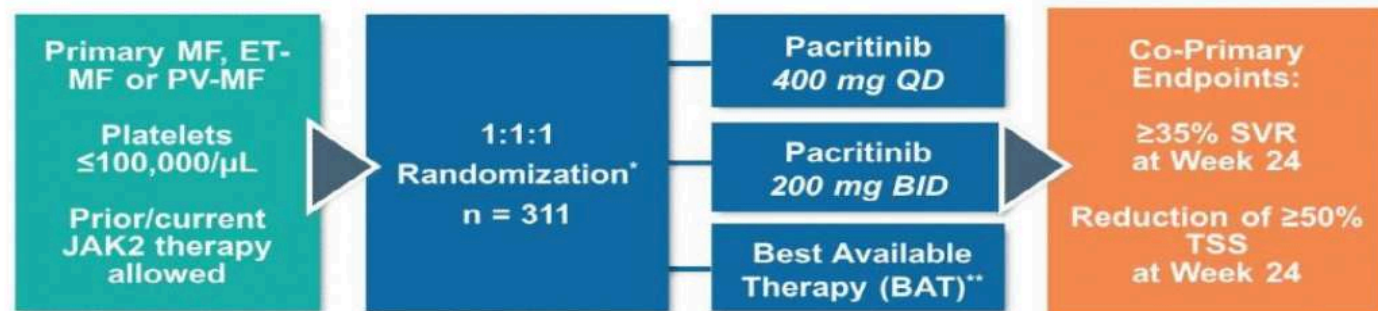 Primary MF, ET-
MF or PV-MF
Platelets
≤100,000/µL
Prior/current
JAK2 therapy
allowed
1:1:1
Randomization*
n = 311
Pacritinib
400 mg QD
Pacritinib
200 mg BID
Best Available
Therapy (BAT)**
Co-Primary
Endpoints:
≥35% SVR
at Week 24
Reduction of ≥50%
TSS
at Week 24